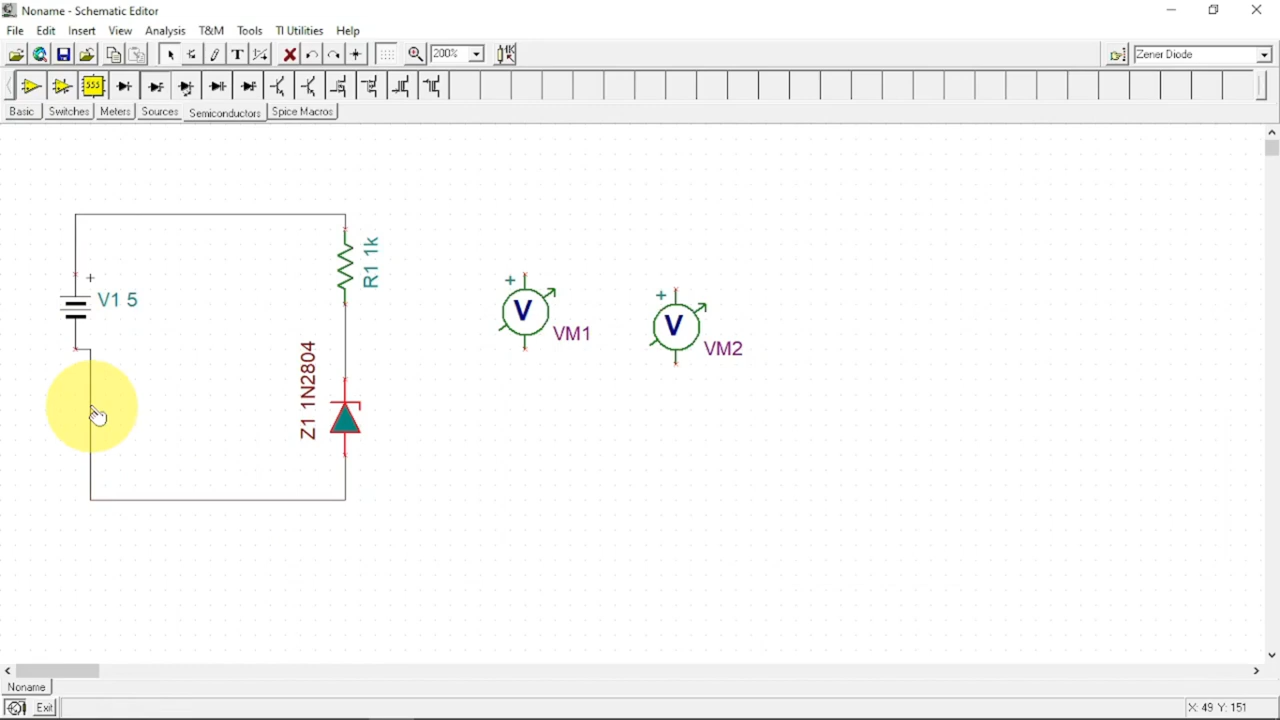 Noname - Schematic Editor
File Edit Insert View Analysis T&M Tools TI Utilities Help
T 200% Zener Diode
555
Basic Switches Meters Sources Semiconductors Spice Macros
R1 1k
+
V1 5
+
V
VM1
+
V
VM2
Z1 1N2804
Noname
Exit X: 49 Y: 151